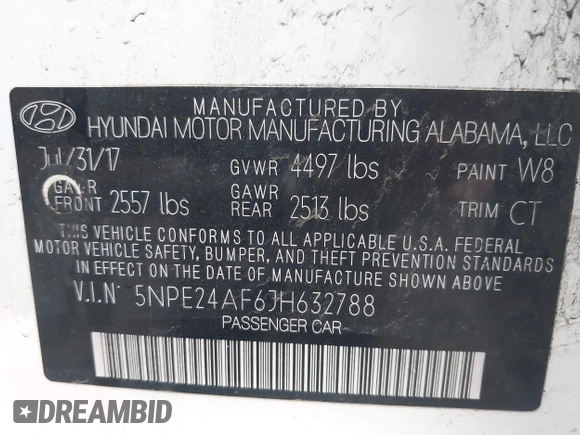 MANUFACTURED BY
HYUNDAI MOTOR MANUFACTURING ALABAMA, LLC
Jul/31/17 GVWR 4497 lbs PAINT W8
GAWR FRONT 2557 lbs GAWR REAR 2513 lbs TRIM CT
THIS VEHICLE CONFORMS TO ALL APPLICABLE U.S.A. FEDERAL
MOTOR VEHICLE SAFETY, BUMPER, AND THEFT PREVENTION STANDARDS
IN EFFECT ON THE DATE OF MANUFACTURE SHOWN ABOVE
V.I.N 5NPE24AF6JH632788
PASSENGER CAR
DREAMBID